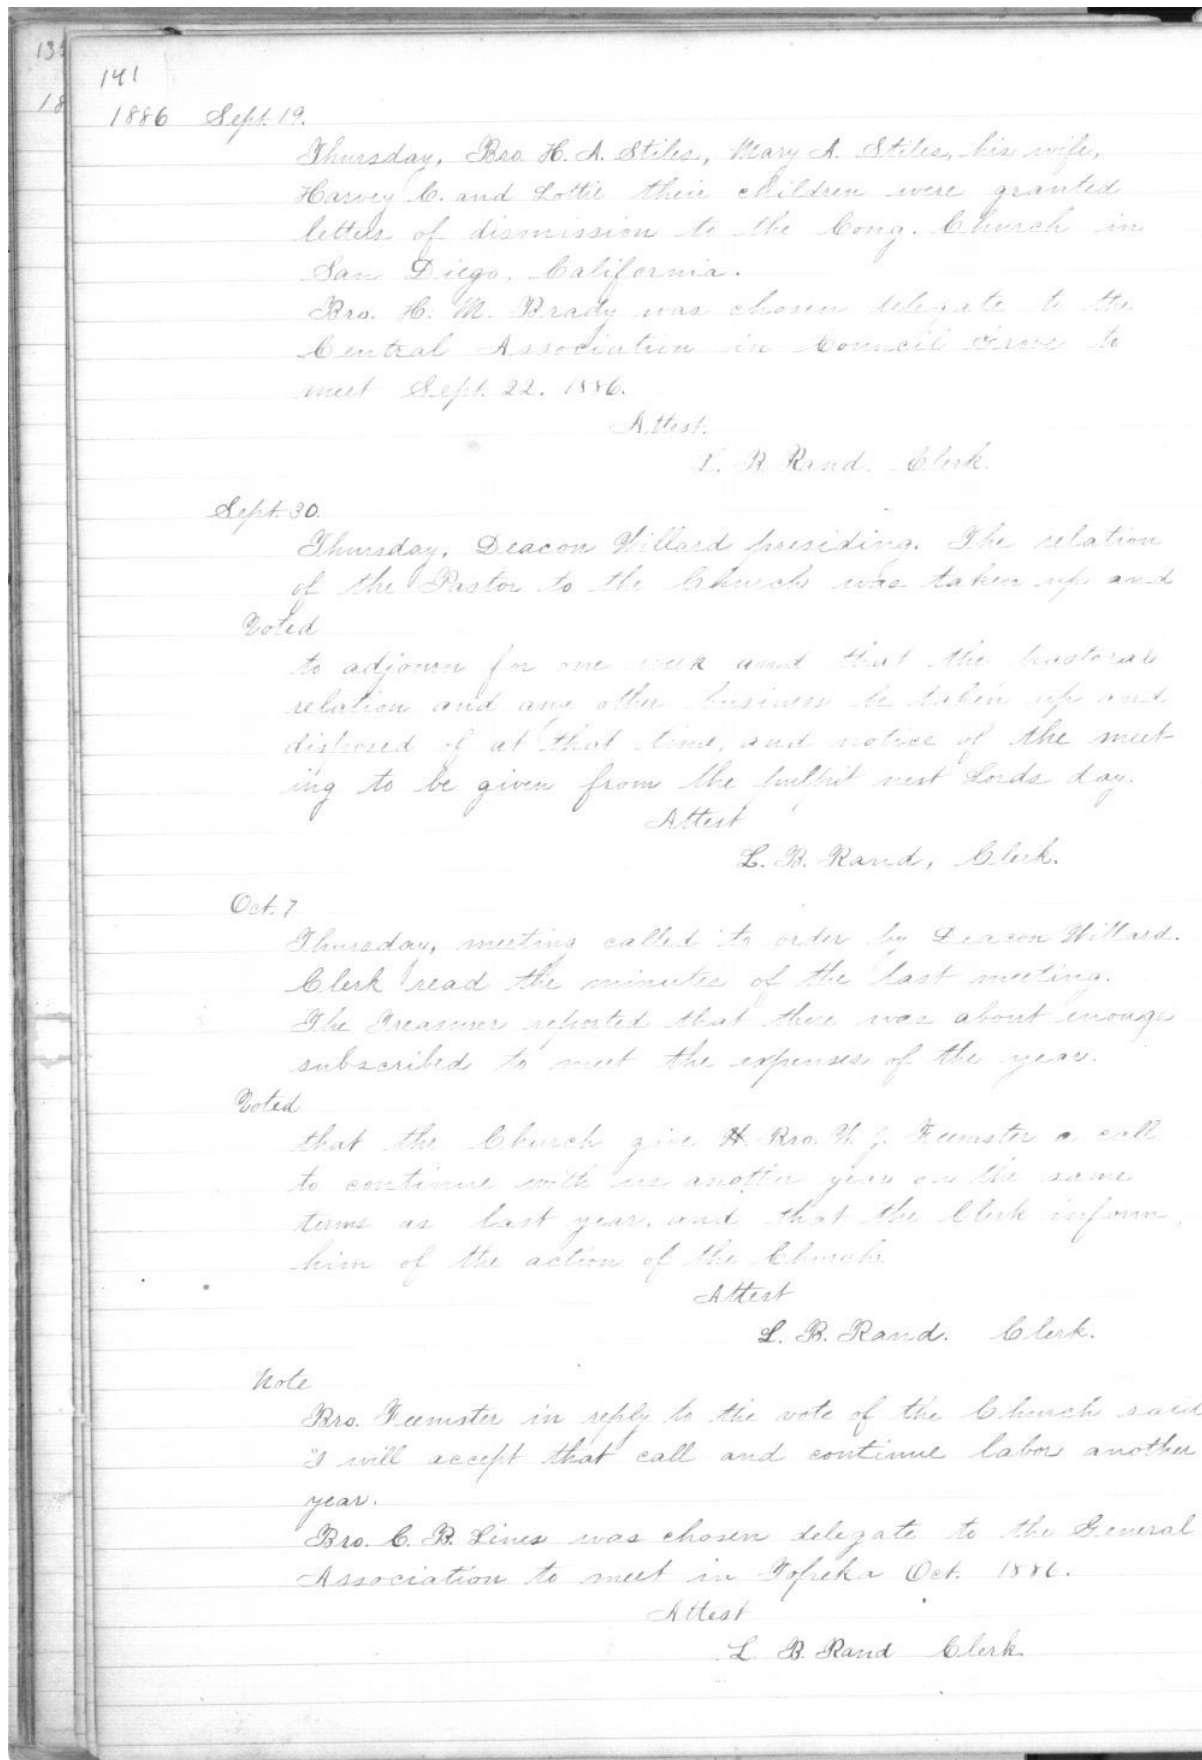 135
18
141
1886 Sept. 19.
Thursday, Bro. H. A. Stiles, Mary A. Stiles, his wife,
Harvey C. and Lottie their children were granted
letters of dismission to the Cong. Church in
San Diego, California.
Bro. H. M. Brady was chosen delegate to the
Central Association in Council Grove to
meet Sept. 22. 1886.
Attest.
L. B. Rand. Clerk.
Sept. 30.
Thursday, Deacon Willard presiding. The relation
of the Pastor to the Church was taken up and
Voted
to adjourn for one week and that the pastoral
relation and any other business be taken up and
disposed of at that time, and notice of the meet-
ing to be given from the pulpit next Lords day.
Attest
L. B. Rand, Clerk.
Oct. 7
Thursday, meeting called to order by Deacon Willard.
Clerk read the minutes of the last meeting.
The Treasurer reported that there was about enough
subscribed to meet the expenses of the year.
Voted
that the Church give Bro. W. J. Feemster a call
to continue with us another year on the same
terms as last year, and that the Clerk inform
him of the action of the Church.
Attest
L. B. Rand. Clerk.
Note
Bro. Feemster in reply to the vote of the Church said
"I will accept that call and continue labor another
year.
Bro. C. B. Lines was chosen delegate to the General
Association to meet in Topeka Oct. 1886.
Attest
L. B. Rand Clerk.